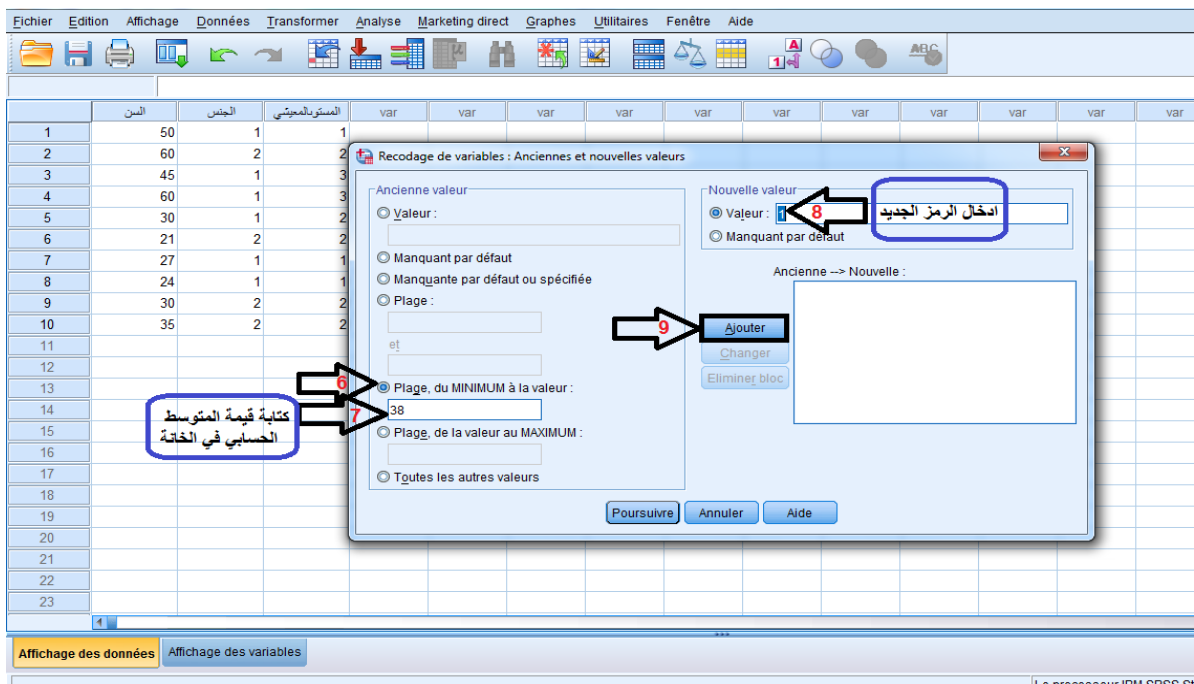 Fichier Edition Affichage Données Transformer Analyse Marketing direct Graphes Utilitaires Fenêtre Aide
السن الجنس المستوىالمعيشي var var var var var var var var var var var
1 50 1 1
2 60 2 2
3 45 1 3
4 60 1 3
5 30 1 2
6 21 2 2
7 27 1 1
8 24 1 1
9 30 2 2
10 35 2 2
11
12
13
14
15
16
17
18
19
20
21
22
23
Recodage de variables : Anciennes et nouvelles valeurs
Ancienne valeur
Valeur :
Manquant par défaut
Manquante par défaut ou spécifiée
Plage :
et
6
Plage, du MINIMUM à la valeur :
7
38
كتابة قيمة المتوسط
الحسابي في الخانة
Plage, de la valeur au MAXIMUM :
Toutes les autres valeurs
Nouvelle valeur
Valeur : 1
8
ادخال الرمز الجديد
Manquant par défaut
Ancienne --> Nouvelle :
9
Ajouter
Changer
Eliminer bloc
Poursuivre Annuler Aide
Affichage des données Affichage des variables